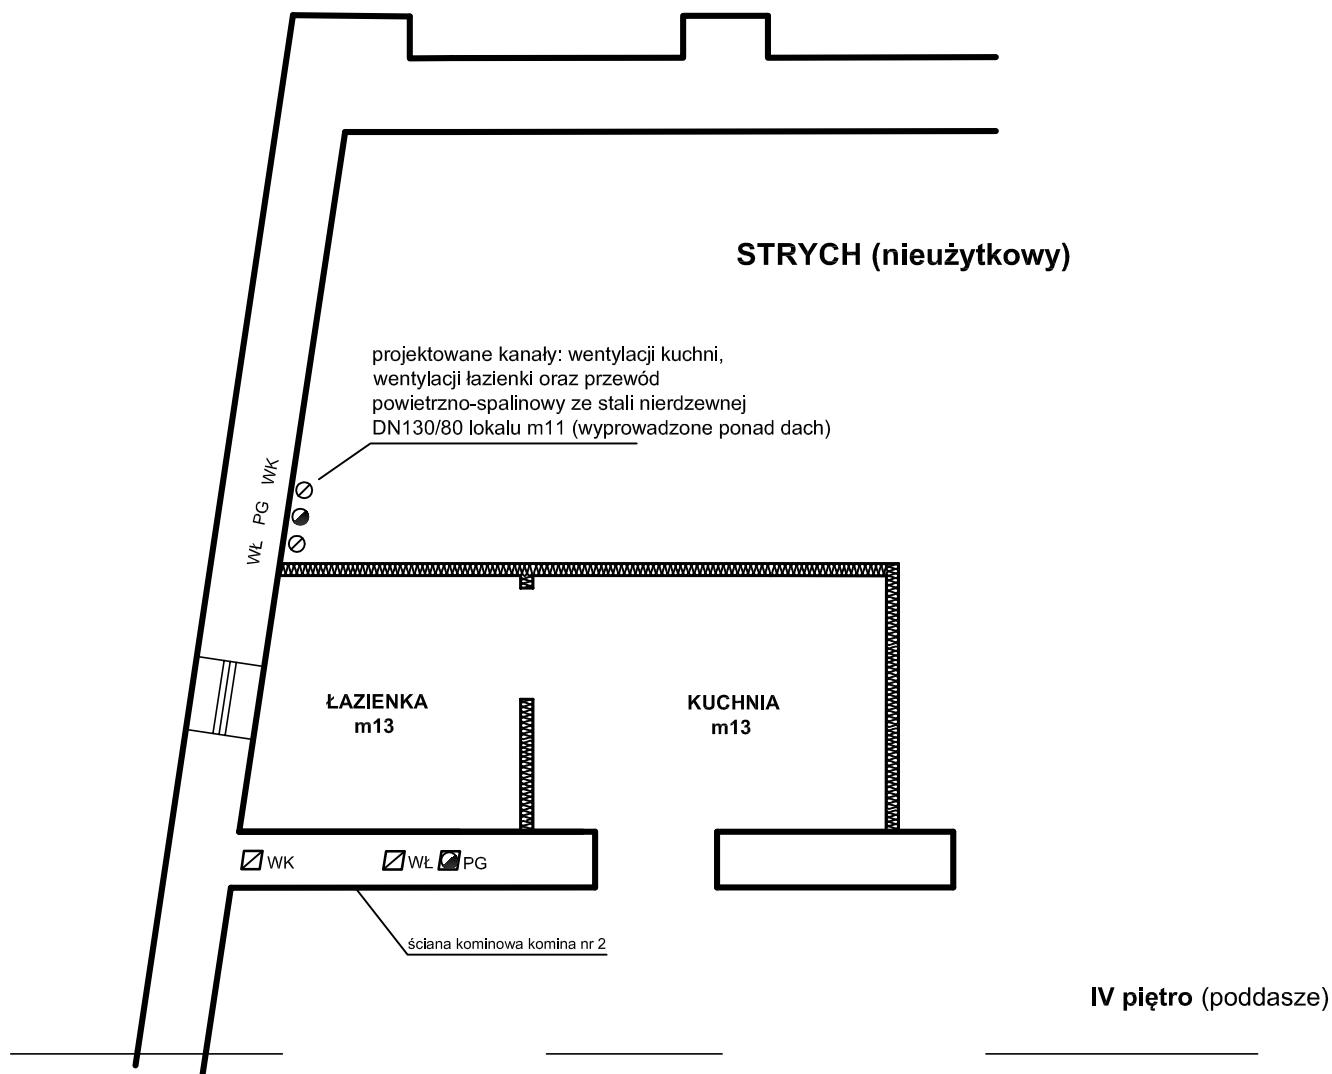 STRYCH (nieużytkowy)
projektowane kanały: wentylacji kuchni,
wentylacji łazienki oraz przewód
powietrzno-spalinowy ze stali nierdzewnej
DN130/80 lokalu m11 (wyprowadzone ponad dach)
WŁ PG WK
ŁAZIENKA
m13
KUCHNIA
m13
WK WŁ PG
ściana kominowa komina nr 2
IV piętro (poddasze)